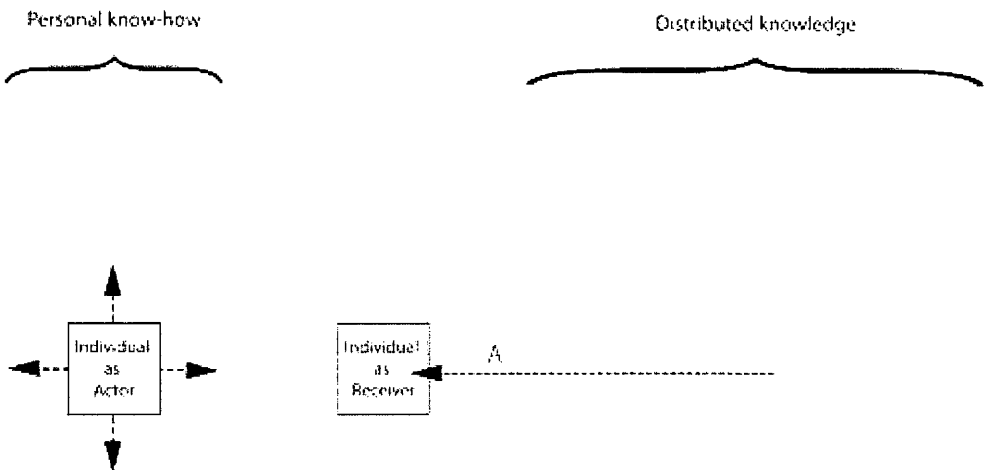 Personal know-how
Distributed knowledge
Individual
as
Actor
Individual
as
Receiver
A